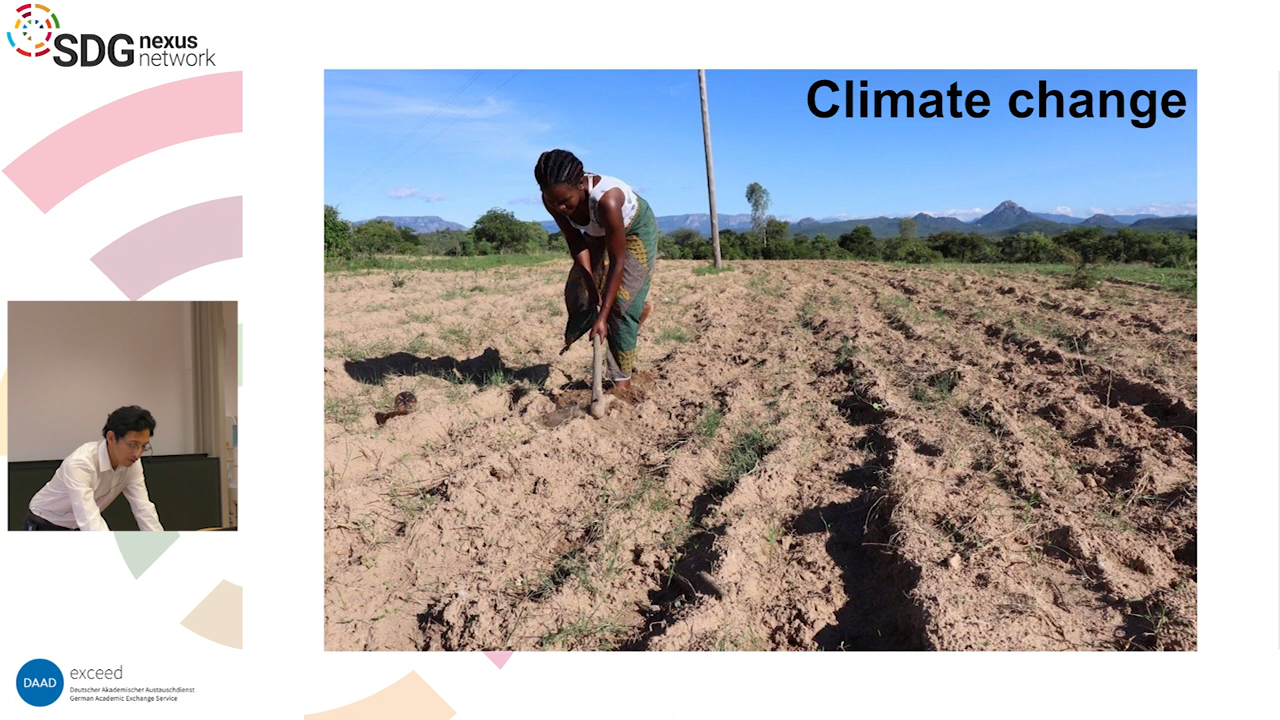 SDG nexus
network
Climate change
DAAD
exceed
Deutscher Akademischer Austauschdienst
German Academic Exchange Service